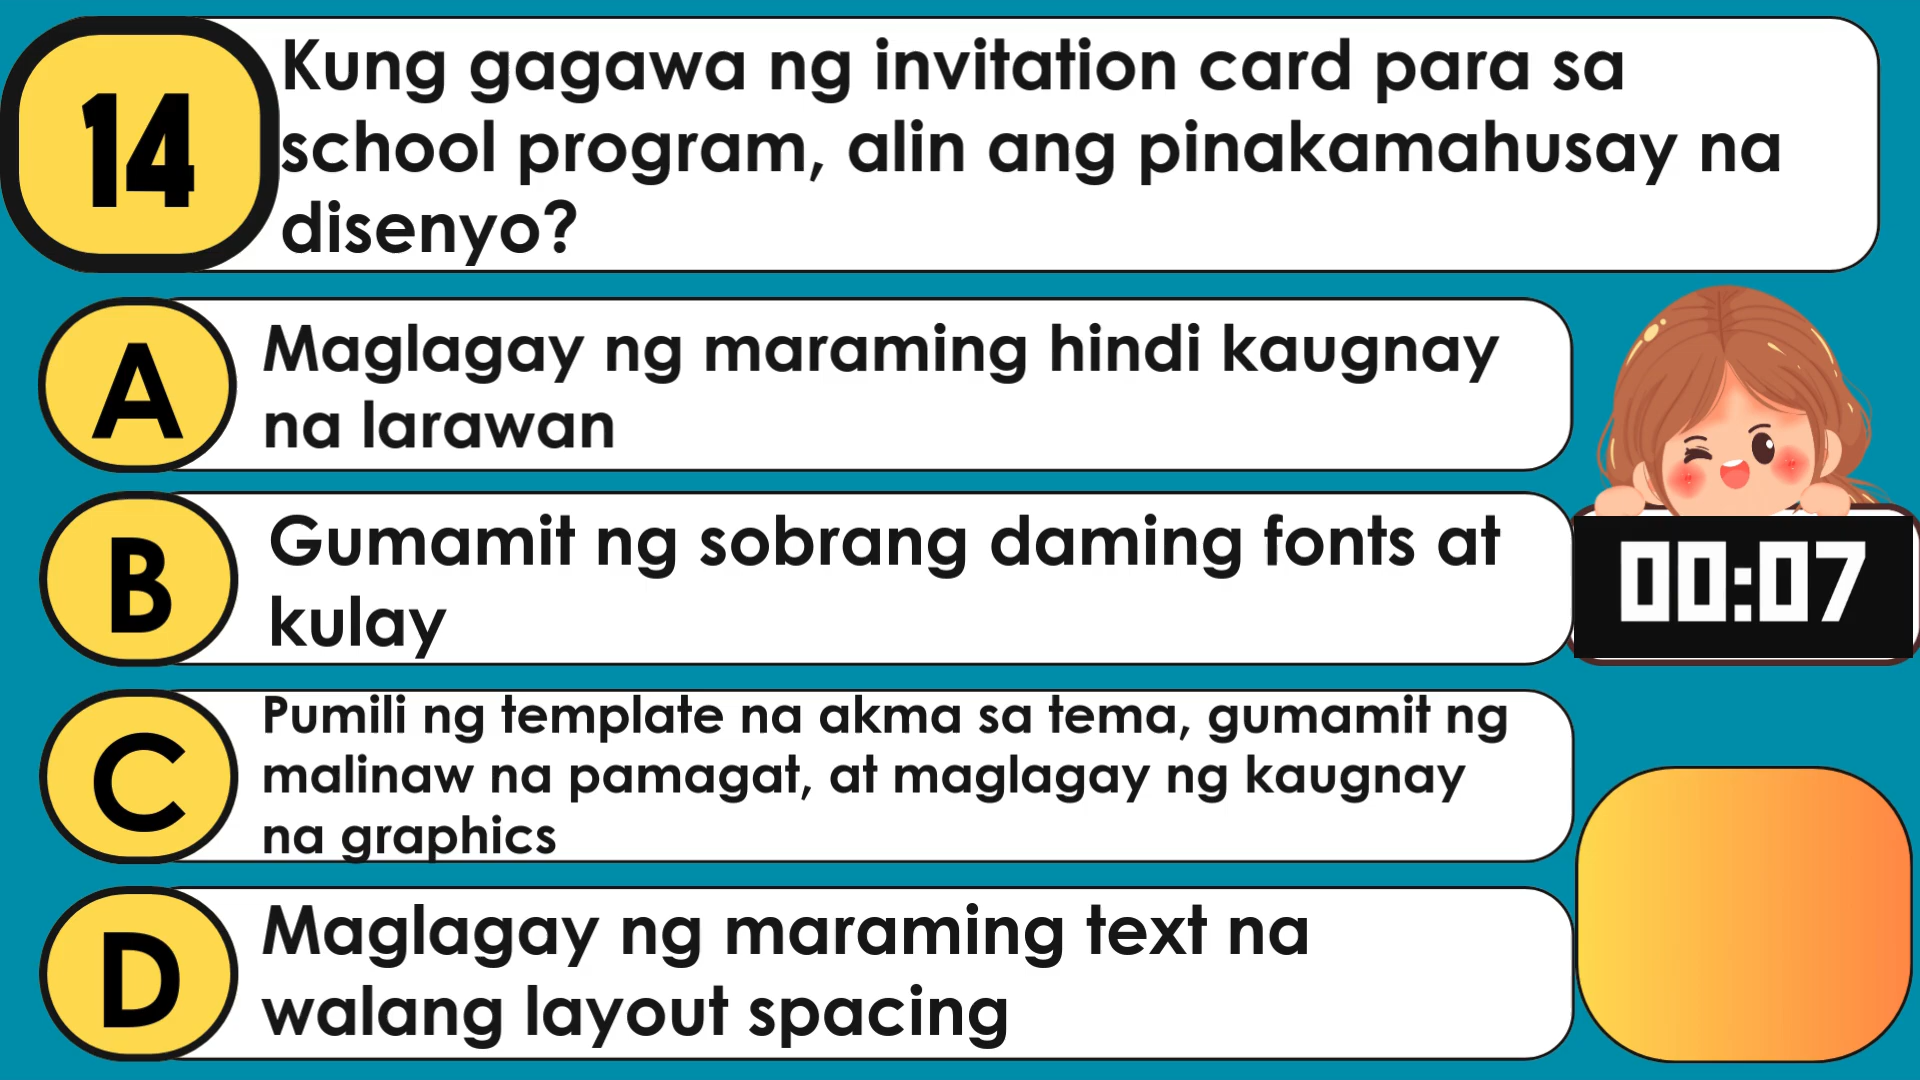 14
Kung gagawa ng invitation card para sa
school program, alin ang pinakamahusay na
disenyo?
A
Maglagay ng maraming hindi kaugnay
na larawan
B
Gumamit ng sobrang daming fonts at
kulay
00:07
C
Pumili ng template na akma sa tema, gumamit ng
malinaw na pamagat, at maglagay ng kaugnay
na graphics
D
Maglagay ng maraming text na
walang layout spacing